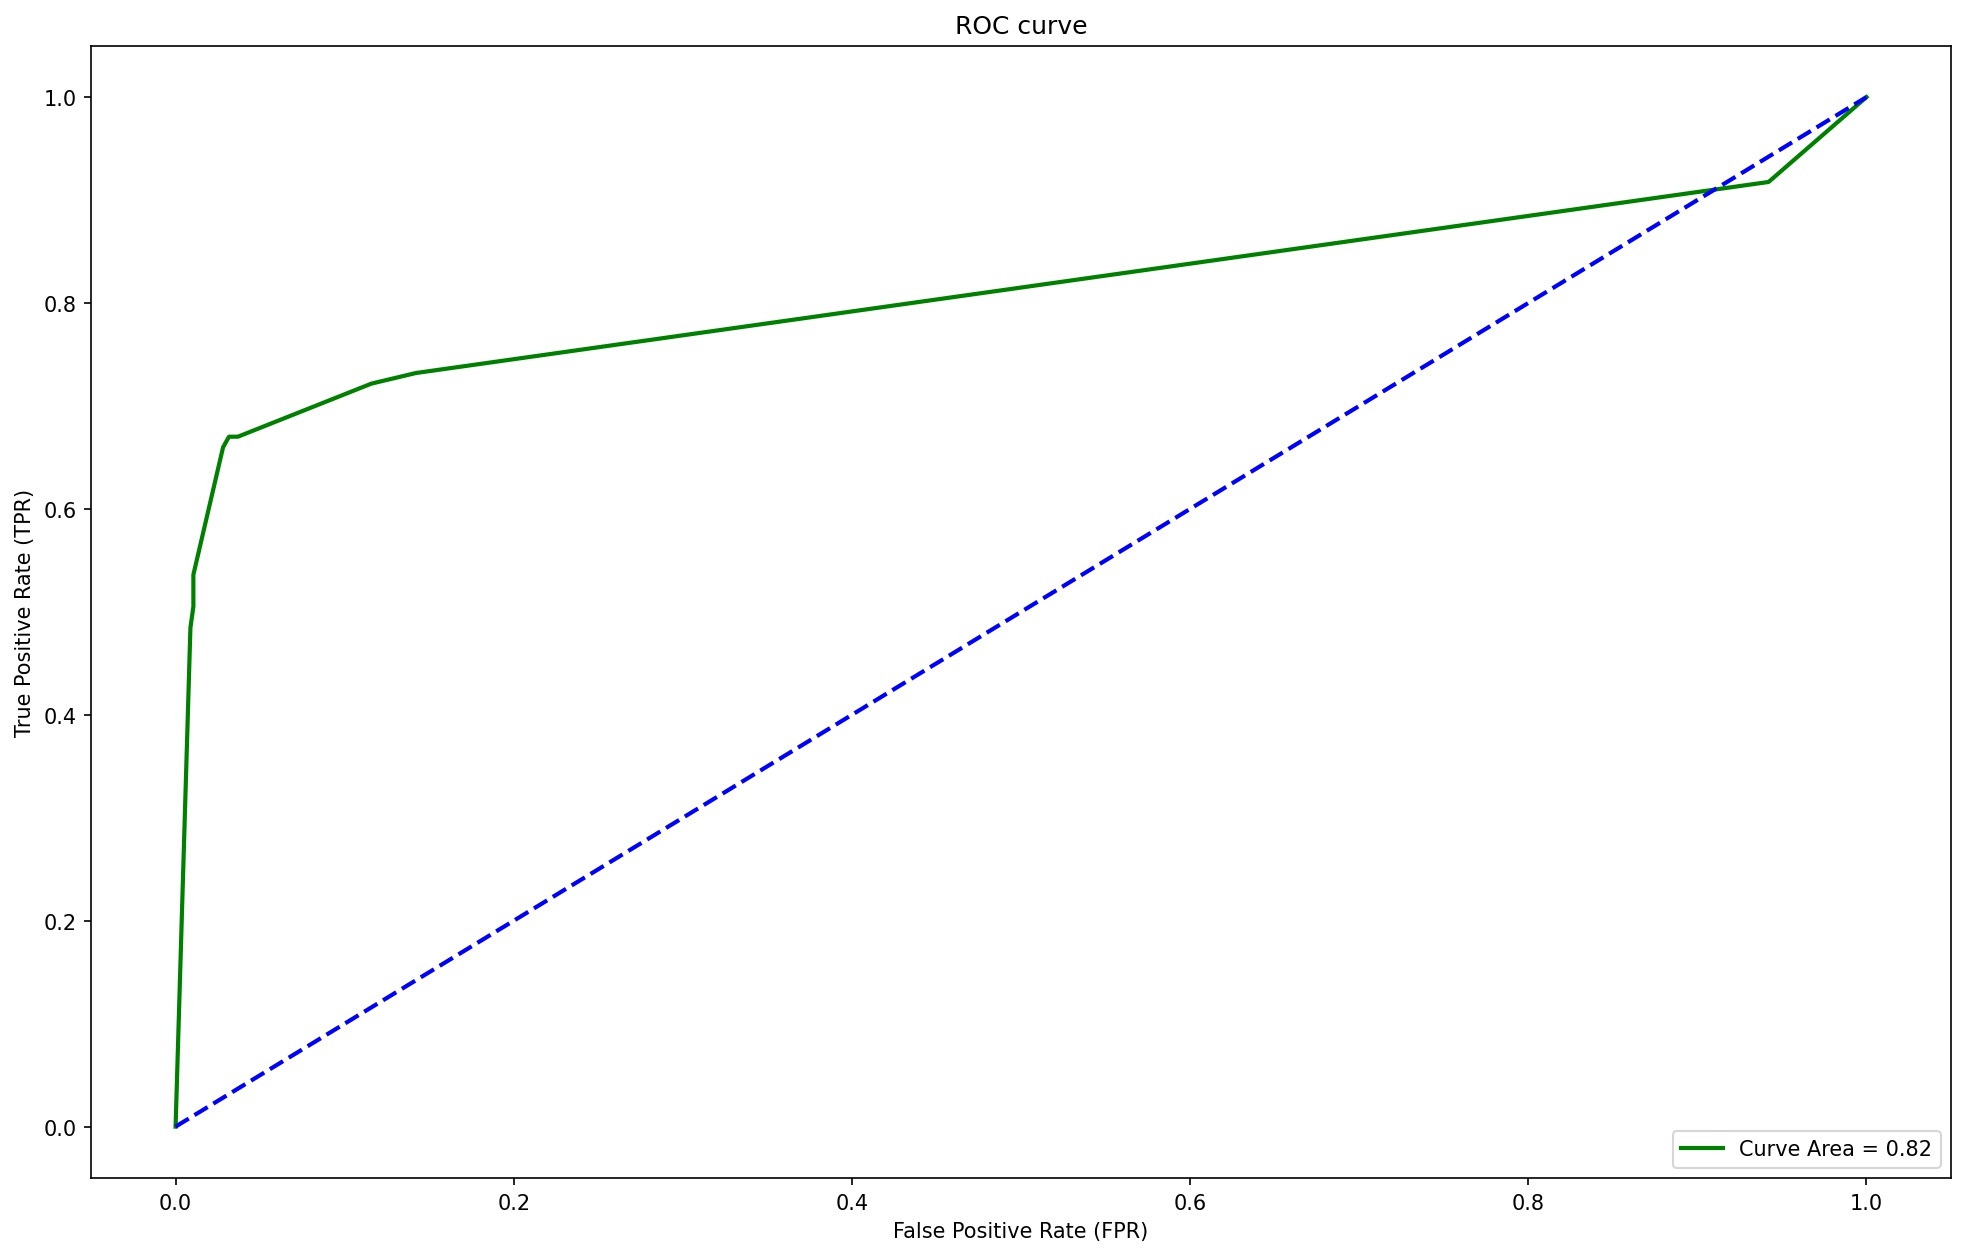 ROC curve
1.0
0.8
0.6
0.4
0.2
0.0
True Positive Rate (TPR)
Curve Area = 0.82
0.0 0.2 0.4 0.6 0.8 1.0
False Positive Rate (FPR)